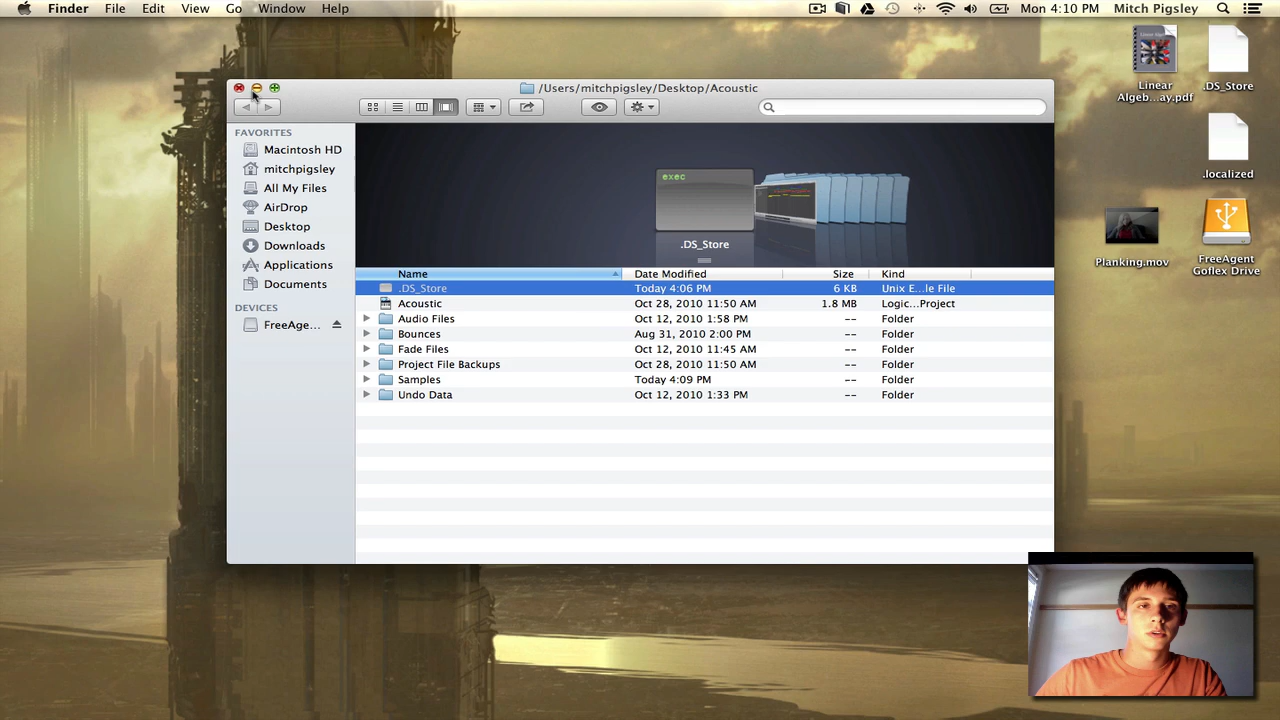 Finder File Edit View Go Window Help Mon 4:10 PM Mitch Pigsley
/Users/mitchpigsley/Desktop/Acoustic
FAVORITES
Macintosh HD
mitchpigsley
All My Files
AirDrop
Desktop
Downloads
Applications
Documents
DEVICES
FreeAge...
exec
.DS_Store
Name Date Modified Size Kind
.DS_Store Today 4:06 PM 6 KB Unix E...le File
Acoustic Oct 28, 2010 11:50 AM 1.8 MB Logic...Project
Audio Files Oct 12, 2010 1:58 PM -- Folder
Bounces Aug 31, 2010 2:00 PM -- Folder
Fade Files Oct 12, 2010 11:45 AM -- Folder
Project File Backups Oct 28, 2010 11:50 AM -- Folder
Samples Today 4:09 PM -- Folder
Undo Data Oct 12, 2010 1:33 PM -- Folder
Linear
Algeb...ay.pdf
.DS_Store
.localized
Planking.mov
FreeAgent
Goflex Drive